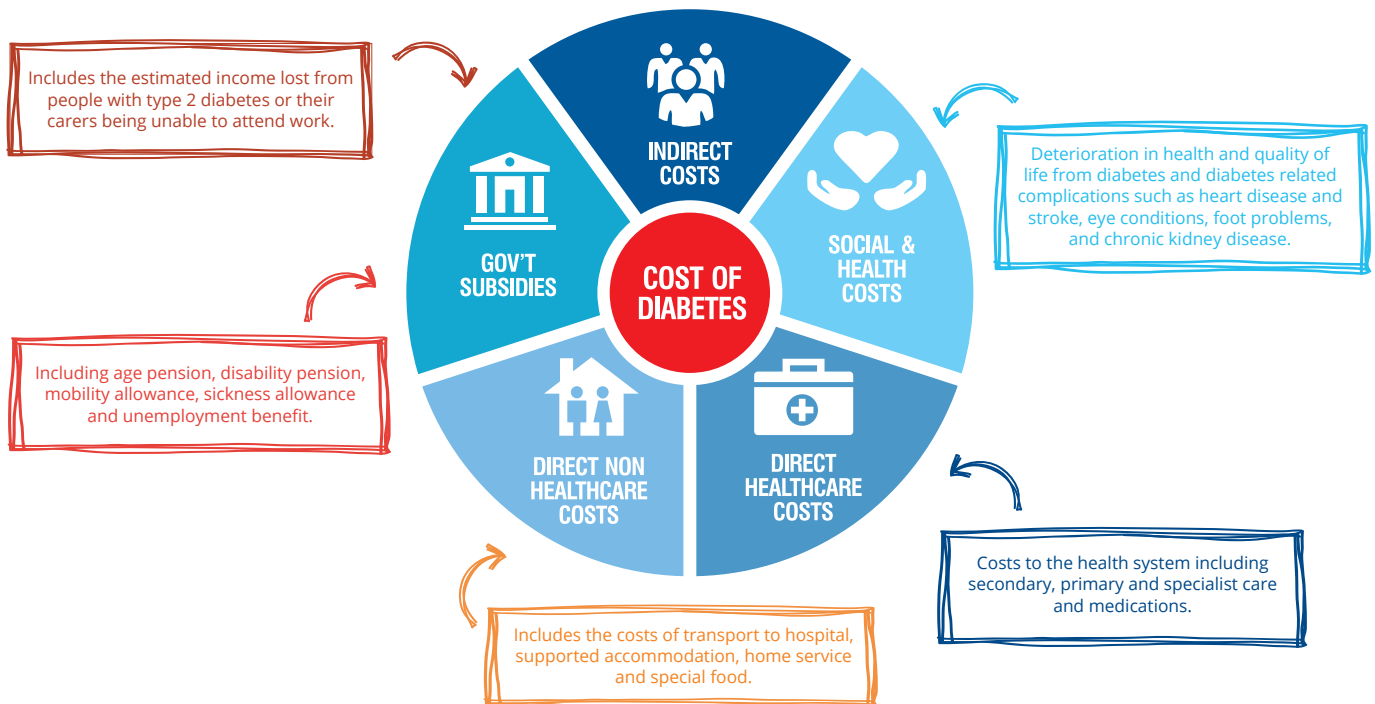 Includes the estimated income lost from
people with type 2 diabetes or their
carers being unable to attend work.
INDIRECT
COSTS
Deterioration in health and quality of
life from diabetes and diabetes related
complications such as heart disease and
stroke, eye conditions, foot problems,
and chronic kidney disease.
GOV'T
SUBSIDIES
SOCIAL &
HEALTH
COSTS
COST OF
DIABETES
Including age pension, disability pension,
mobility allowance, sickness allowance
and unemployment benefit.
DIRECT NON
HEALTHCARE
COSTS
DIRECT
HEALTHCARE
COSTS
Costs to the health system including
secondary, primary and specialist care
and medications.
Includes the costs of transport to hospital,
supported accommodation, home service
and special food.